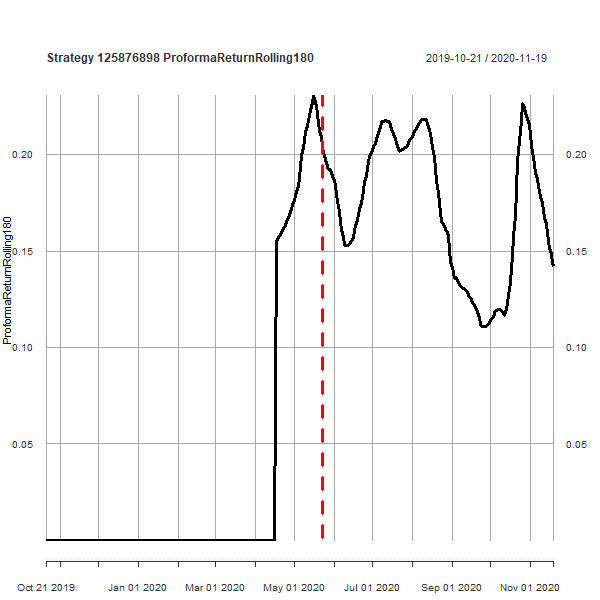 Strategy 125876898 ProformaReturnRolling180
2019-10-21 / 2020-11-19
ProformaReturnRolling180
0.20
0.20
0.15
0.15
0.10
0.10
0.05
0.05
Oct 21 2019
Jan 01 2020
Mar 01 2020
May 01 2020
Jul 01 2020
Sep 01 2020
Nov 01 2020